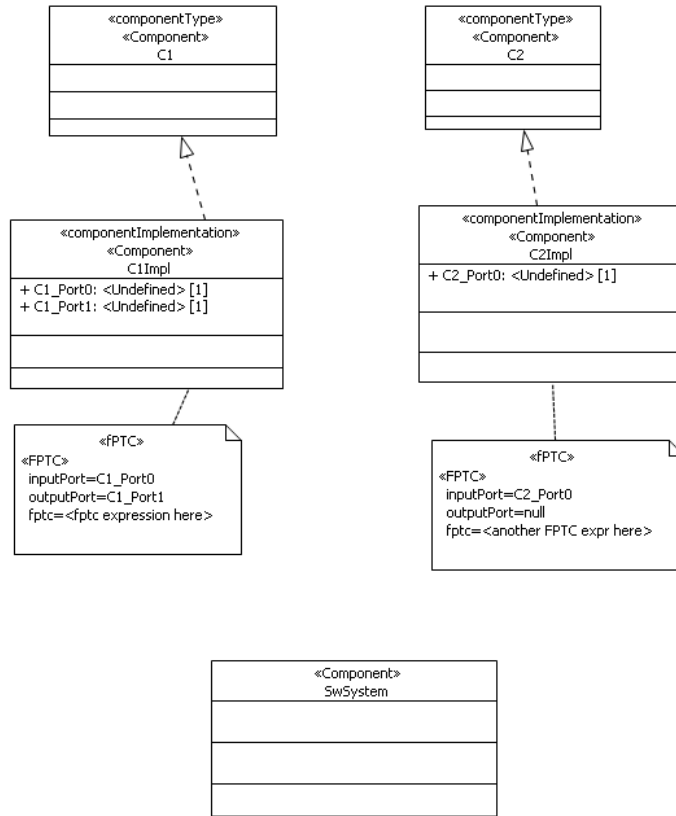 «componentType»
«Component»
C1
«componentType»
«Component»
C2
«componentImplementation»
«Component»
C1Impl
+ C1_Port0: <Undefined> [1]
+ C1_Port1: <Undefined> [1]
«componentImplementation»
«Component»
C2Impl
+ C2_Port0: <Undefined> [1]
«fPTC»
«FPTC»
inputPort=C1_Port0
outputPort=C1_Port1
fptc=<fptc expression here>
«fPTC»
«FPTC»
inputPort=C2_Port0
outputPort=null
fptc=<another FPTC expr here>
«Component»
SwSystem